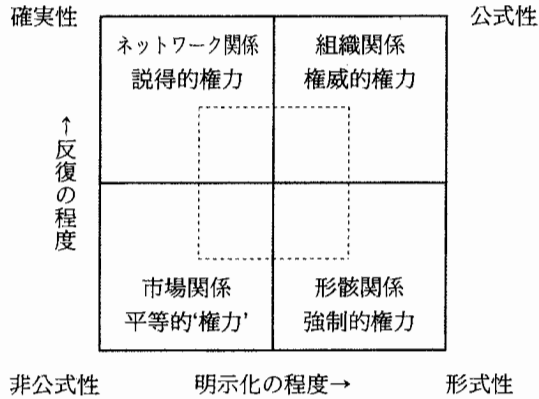 確実性
公式性
ネットワーク関係
説得的権力
組織関係
権威的権力
↑反復の程度
市場関係
平等的‘権力’
形骸関係
強制的権力
非公式性
明示化の程度→
形式性